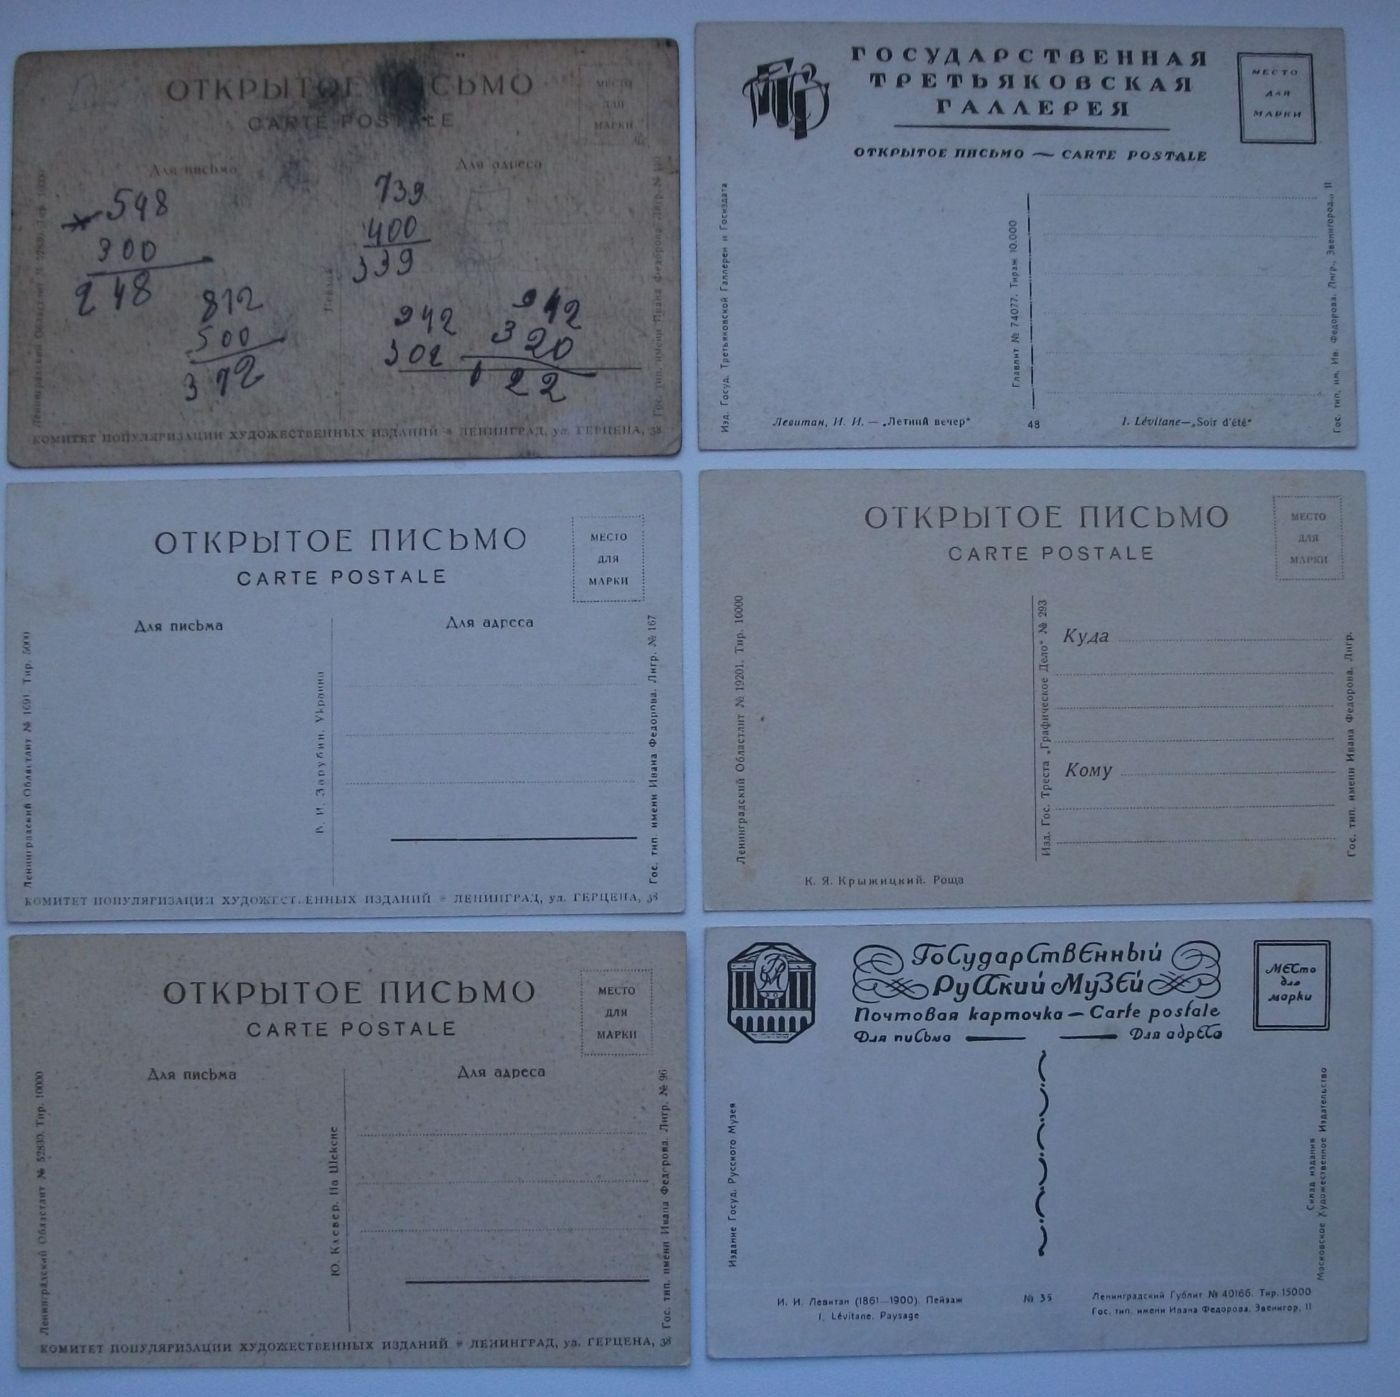 ОТКРЫТОЕ ПИСЬМО
CARTE POSTALE
МЕСТО
ДЛЯ
МАРКИ
Для письма
Для адреса
548
300
248
812
500
312
739
400
339
942
302
942
320
122
КОМИТЕТ ПОПУЛЯРИЗАЦИИ ХУДОЖЕСТВЕННЫХ ИЗДАНИЙ * ЛЕНИНГРАД, ул. ГЕРЦЕНА, 38
ГОСУДАРСТВЕННАЯ
ТРЕТЬЯКОВСКАЯ
ГАЛЛЕРЕЯ
ОТКРЫТОЕ ПИСЬМО — CARTE POSTALE
МЕСТО
ДЛЯ
МАРКИ
Изд. Госуд. Третьяковской Галлереи и Госиздата
Главлит № 74077. Тираж 10.000
Гос. тип. им. Ив. Федорова. Лнгр., Звенигород., 11
Левитан, И. И. — „Летний вечер“
48
I. Lévitane—„Soir d'été“
ОТКРЫТОЕ ПИСЬМО
CARTE POSTALE
МЕСТО
ДЛЯ
МАРКИ
Для письма
Для адреса
Ленинградский Областлит № 1691. Тир. 5000
В. И. Зарубин. Украина
Гос. тип. имени Ивана Федорова. Лнгр. № 167
КОМИТЕТ ПОПУЛЯРИЗАЦИИ ХУДОЖЕСТВЕННЫХ ИЗДАНИЙ * ЛЕНИНГРАД, ул. ГЕРЦЕНА, 38
ОТКРЫТОЕ ПИСЬМО
CARTE POSTALE
МЕСТО
ДЛЯ
МАРКИ
Ленинградский Областлит № 19201. Тир. 10000
Изд. Гос. Треста „Графическое Дело“ № 293
Куда
Кому
Гос. тип. имени Ивана Федорова. Лнгр.
К. Я. Крыжицкий. Роща
ОТКРЫТОЕ ПИСЬМО
CARTE POSTALE
МЕСТО
ДЛЯ
МАРКИ
Для письма
Для адреса
Ленинградский Областлит № 52830. Тир. 10000
Ю. Клевер. На Шексне
Гос. тип. имени Ивана Федорова. Лнгр. № 96
КОМИТЕТ ПОПУЛЯРИЗАЦИИ ХУДОЖЕСТВЕННЫХ ИЗДАНИЙ * ЛЕНИНГРАД, ул. ГЕРЦЕНА, 38
Государственный
Русский Музей
Почтовая карточка — Carte postale
Для письма
Для адреса
Место
для
марки
Издание Госуд. Русского Музея
Склад издания
Московское Художественное Издательство
И. И. Левитан (1861—1900). Пейзаж
I. Lévitane. Paysage
№ 35
Ленинградский Гублит № 40166. Тир. 15000
Гос. тип. имени Ивана Федорова. Звенигор, 11